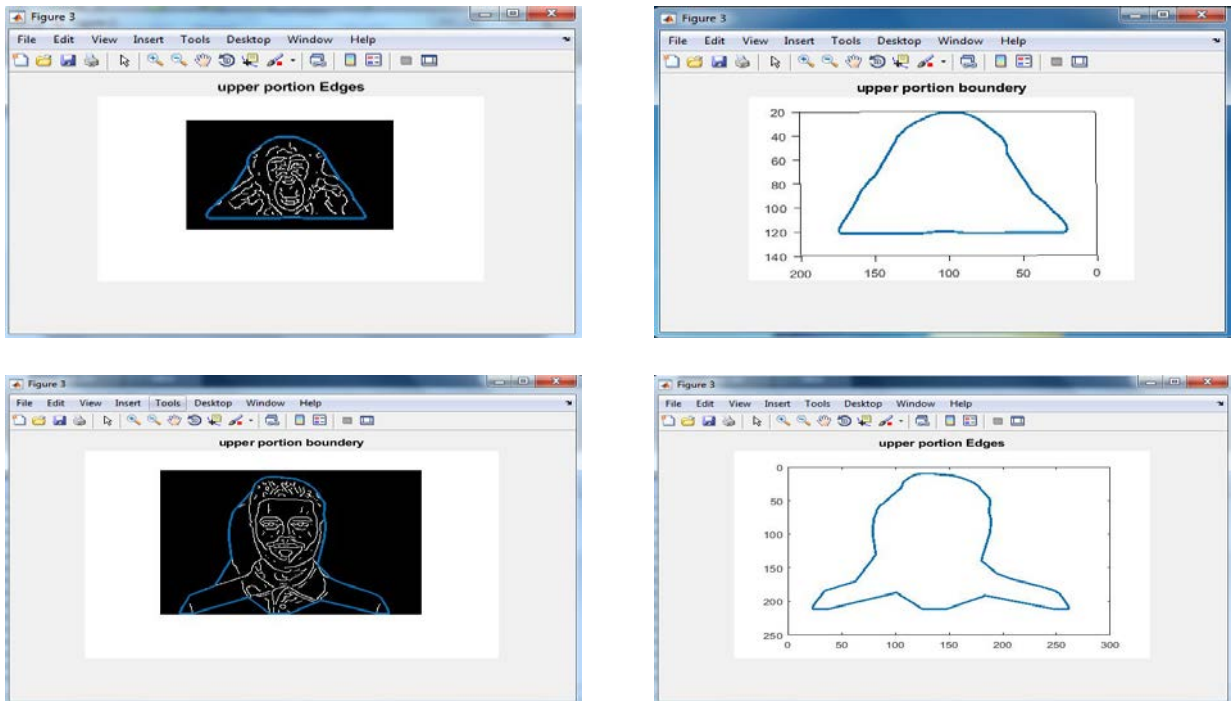 Figure 3
File Edit View Insert Tools Desktop Window Help
upper portion Edges
Figure 3
File Edit View Insert Tools Desktop Window Help
upper portion boundery
20
40
60
80
100
120
140
200 150 100 50 0
Figure 3
File Edit View Insert Tools Desktop Window Help
upper portion boundery
Figure 3
File Edit View Insert Tools Desktop Window Help
upper portion Edges
0
50
100
150
200
250
0 50 100 150 200 250 300